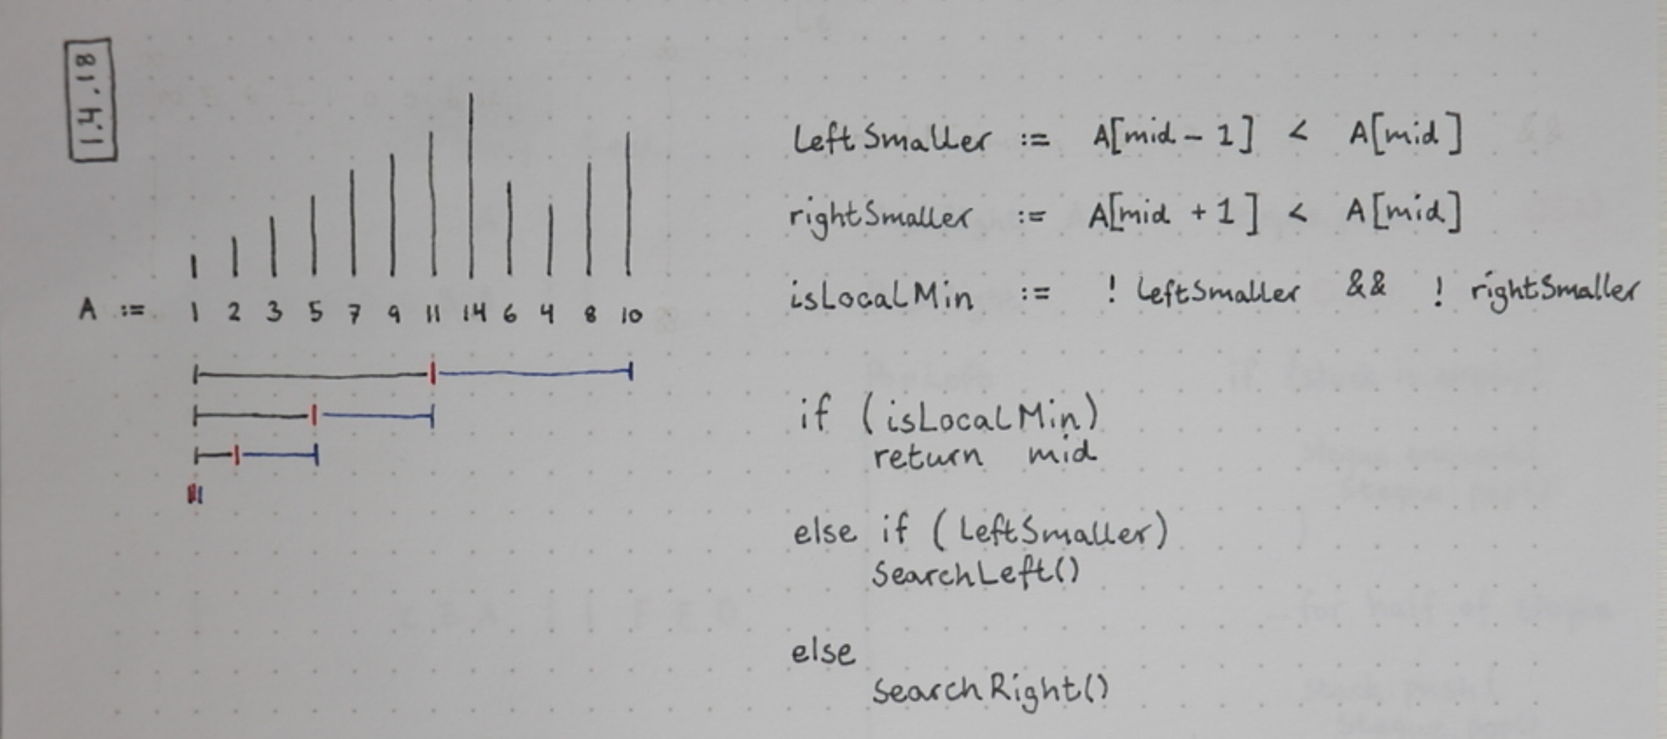 1.4.18
leftSmaller := A[mid - 1] < A[mid]
rightSmaller := A[mid + 1] < A[mid]
isLocalMin := ! leftSmaller && ! rightSmaller
A := 1 2 3 5 7 9 11 14 6 4 8 10
if (isLocalMin)
return mid
else if (leftSmaller)
searchLeft()
else
searchRight()